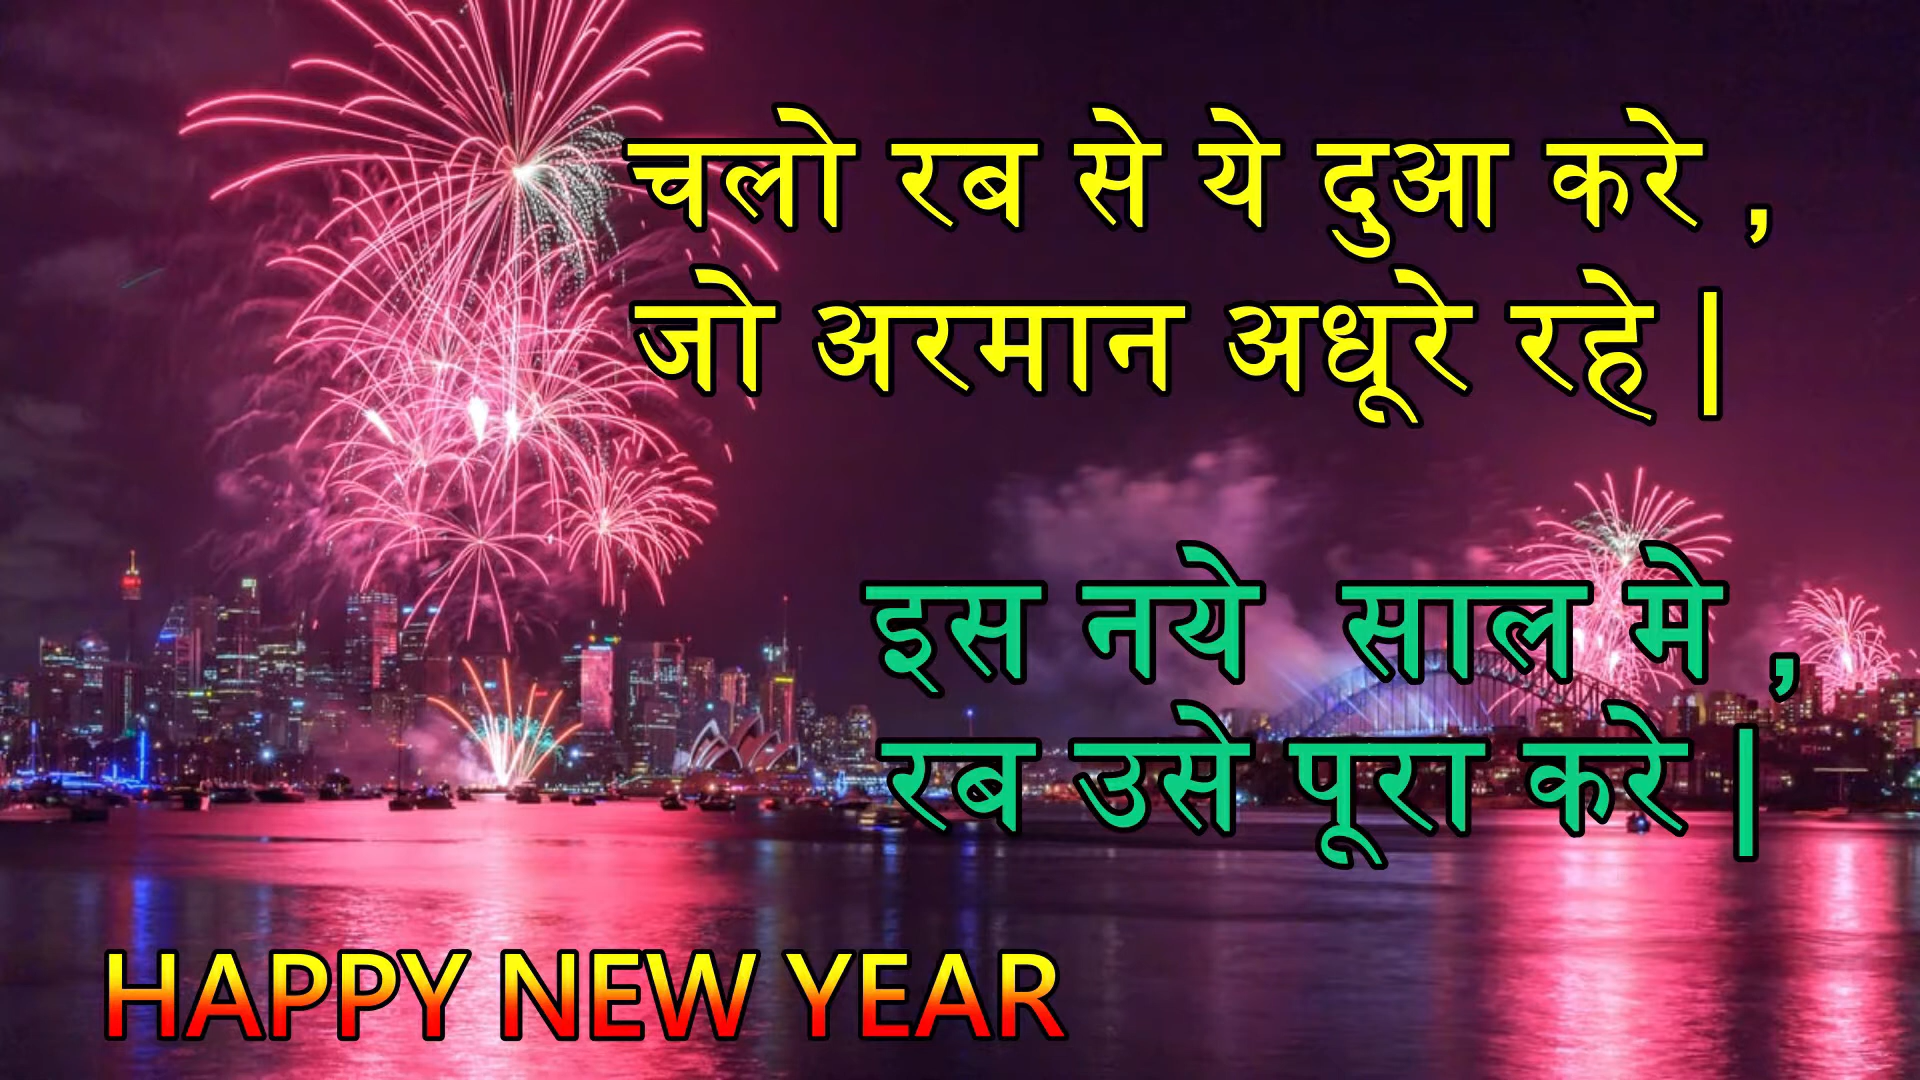 चलो रब से ये दुआ करे ,
जो अरमान अधूरे रहे |
इस नये साल मे ,
रब उसे पूरा करे |
HAPPY NEW YEAR